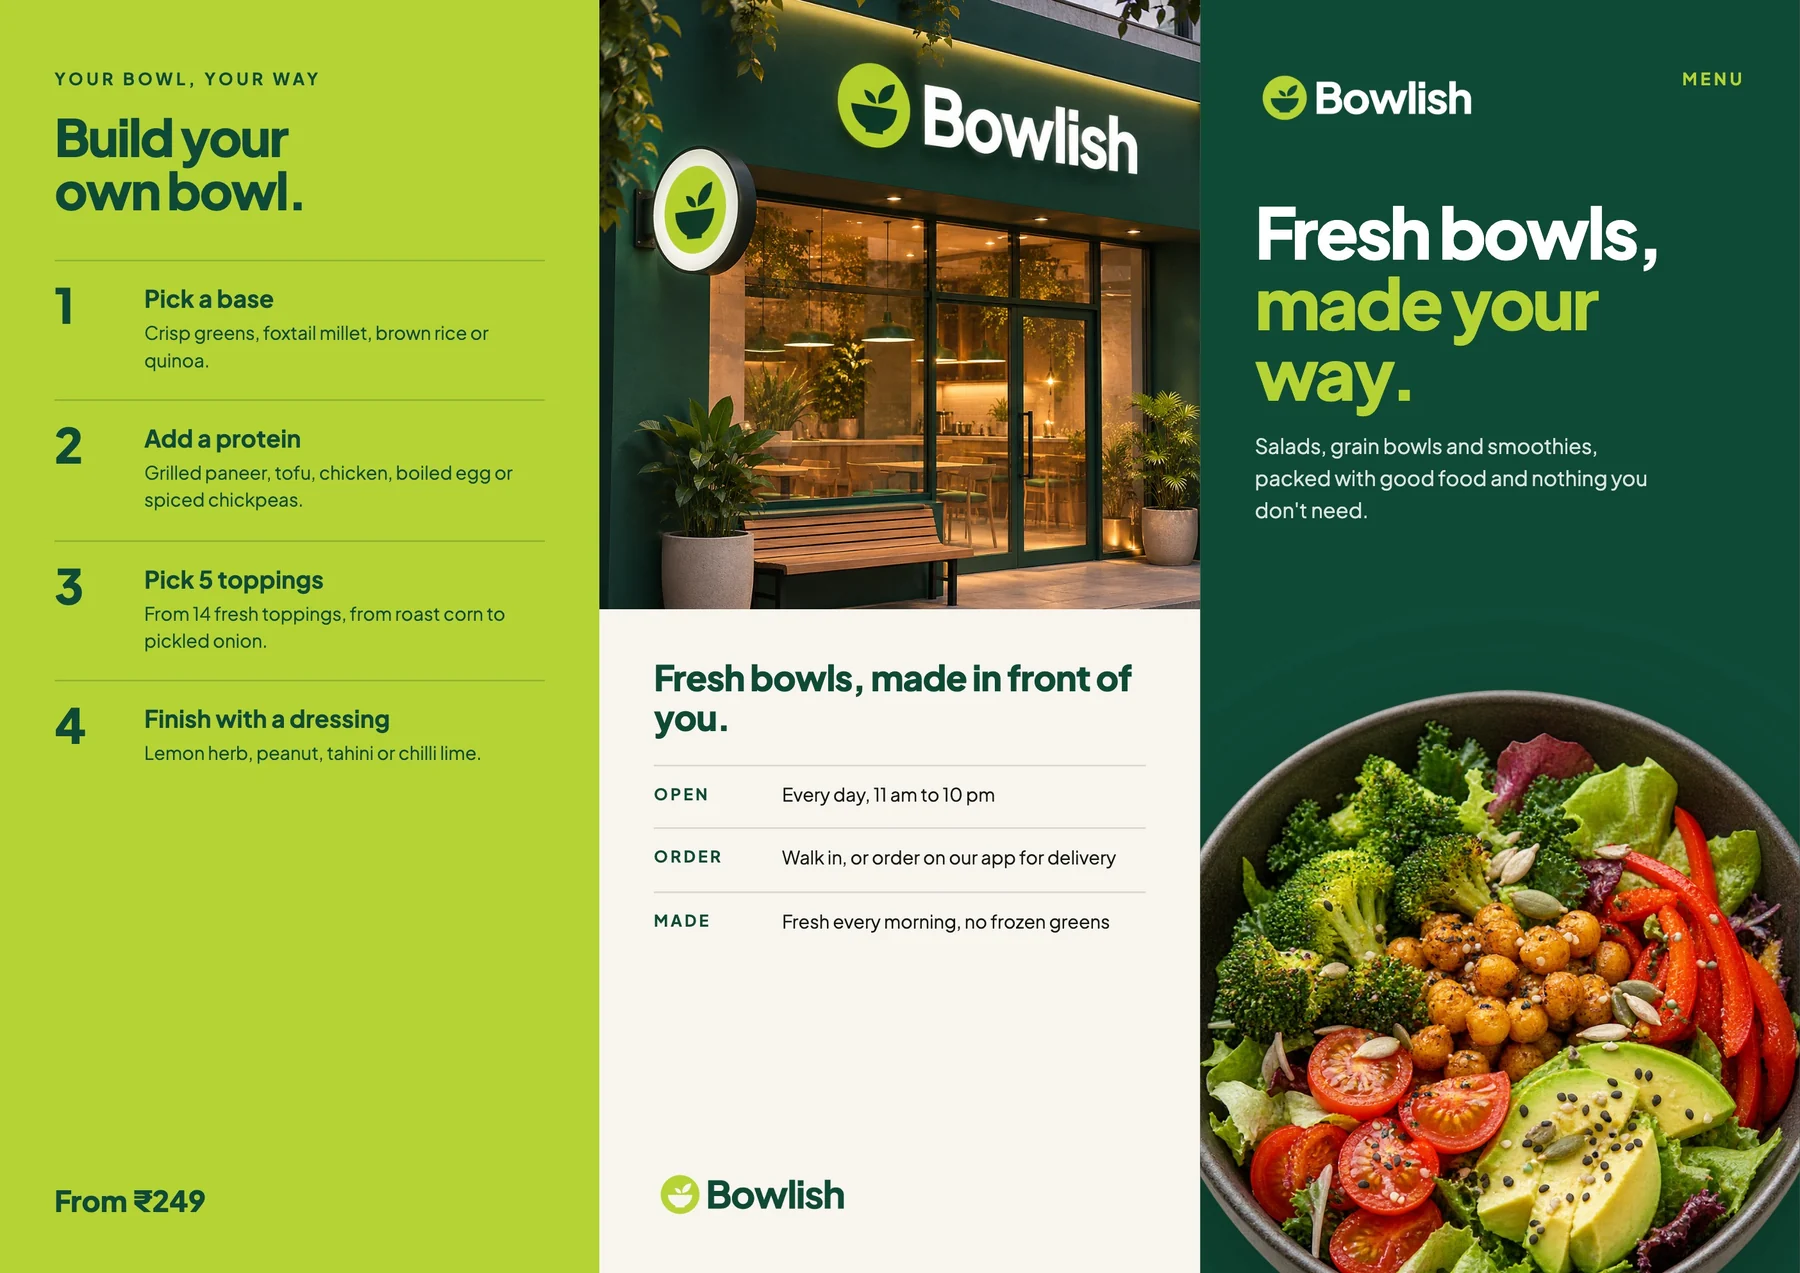 YOUR BOWL, YOUR WAY
Build your
own bowl.
1
Pick a base
Crisp greens, foxtail millet, brown rice or
quinoa.
2
Add a protein
Grilled paneer, tofu, chicken, boiled egg or
spiced chickpeas.
3
Pick 5 toppings
From 14 fresh toppings, from roast corn to
pickled onion.
4
Finish with a dressing
Lemon herb, peanut, tahini or chilli lime.
From ₹249
Bowlish
Fresh bowls, made in front of
you.
OPEN Every day, 11 am to 10 pm
ORDER Walk in, or order on our app for delivery
MADE Fresh every morning, no frozen greens
Bowlish
Bowlish
MENU
Fresh bowls,
made your
way.
Salads, grain bowls and smoothies,
packed with good food and nothing you
don't need.